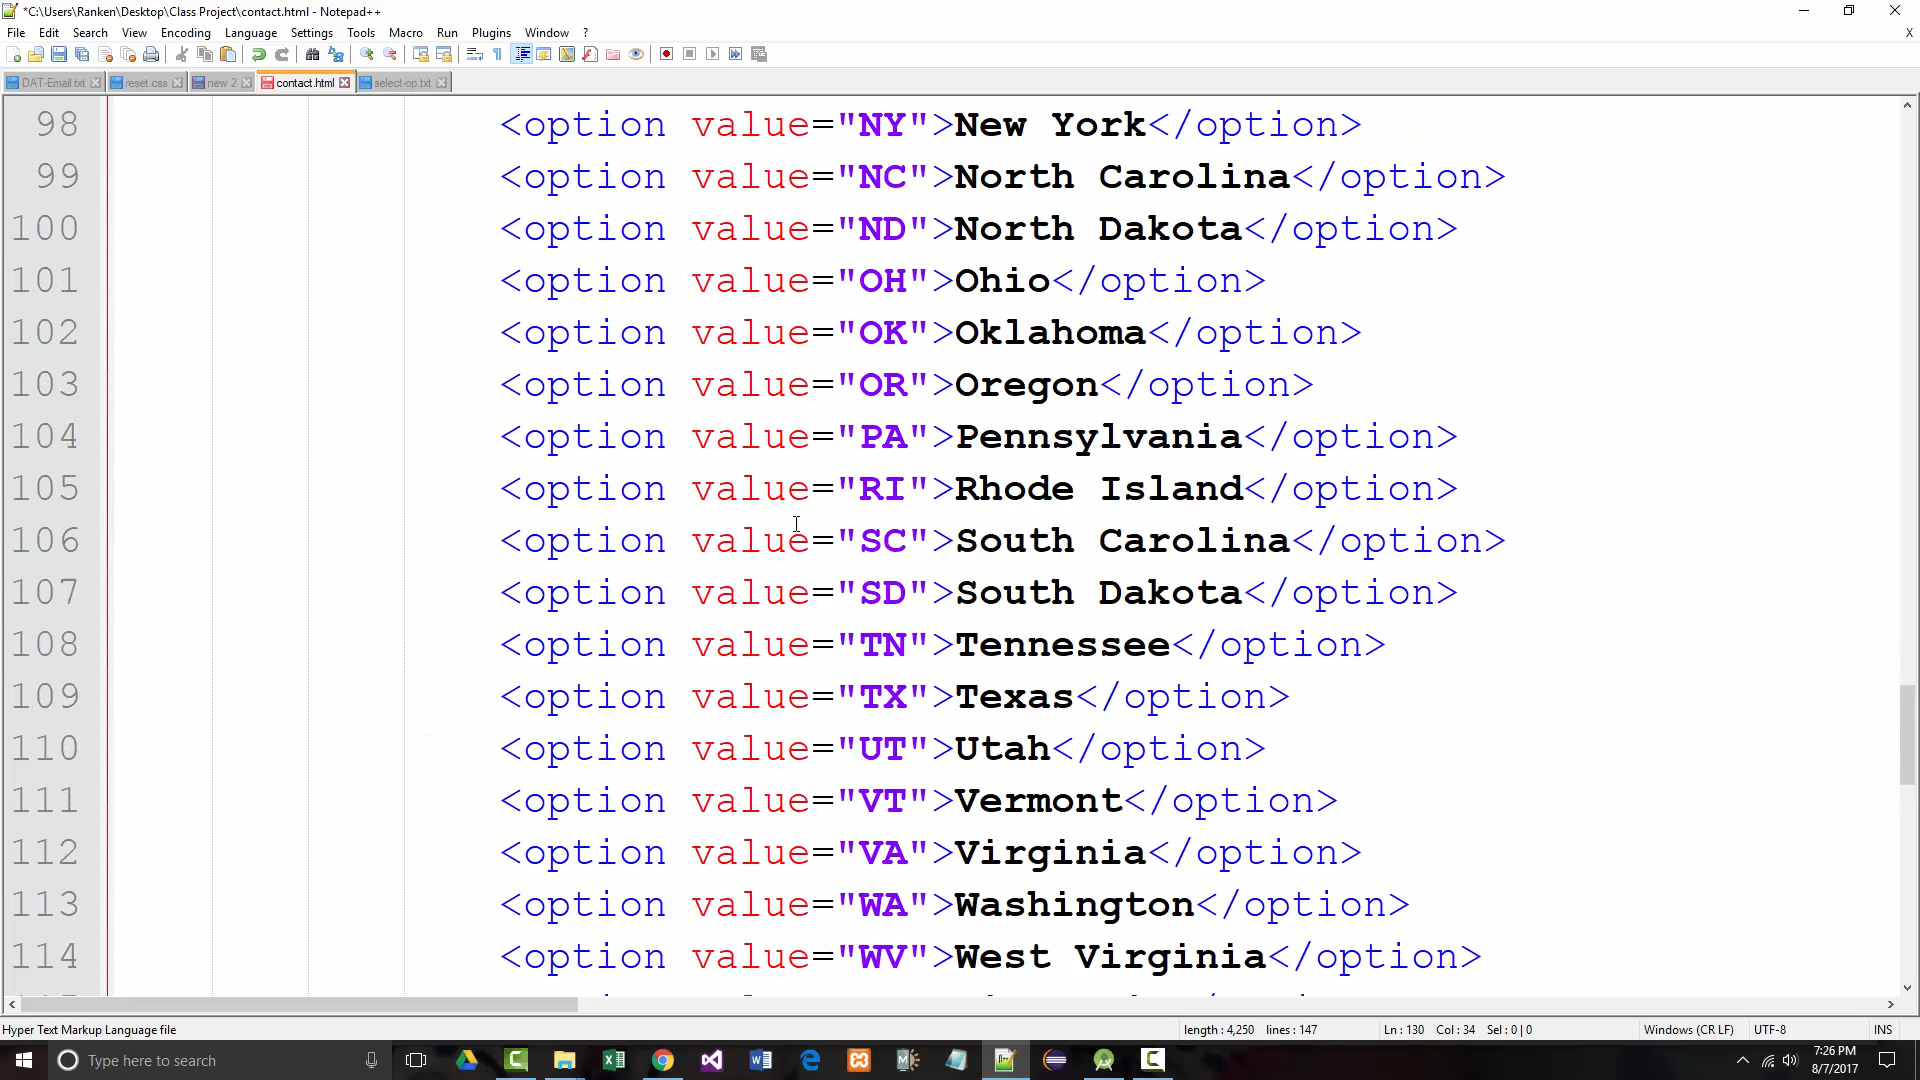 *C:\Users\Ranken\Desktop\Class Project\contact.html - Notepad++
File Edit Search View Encoding Language Settings Tools Macro Run Plugins Window ? X
DAT-Email.txt reset.css new 2 contact.html select-op.txt
98 <option value="NY">New York</option>
99 <option value="NC">North Carolina</option>
100 <option value="ND">North Dakota</option>
101 <option value="OH">Ohio</option>
102 <option value="OK">Oklahoma</option>
103 <option value="OR">Oregon</option>
104 <option value="PA">Pennsylvania</option>
105 <option value="RI">Rhode Island</option>
106 <option value="SC">South Carolina</option>
107 <option value="SD">South Dakota</option>
108 <option value="TN">Tennessee</option>
109 <option value="TX">Texas</option>
110 <option value="UT">Utah</option>
111 <option value="VT">Vermont</option>
112 <option value="VA">Virginia</option>
113 <option value="WA">Washington</option>
114 <option value="WV">West Virginia</option>
Hyper Text Markup Language file length : 4,250 lines : 147 Ln : 130 Col : 34 Sel : 0 | 0 Windows (CR LF) UTF-8 INS
Type here to search
7:26 PM
8/7/2017